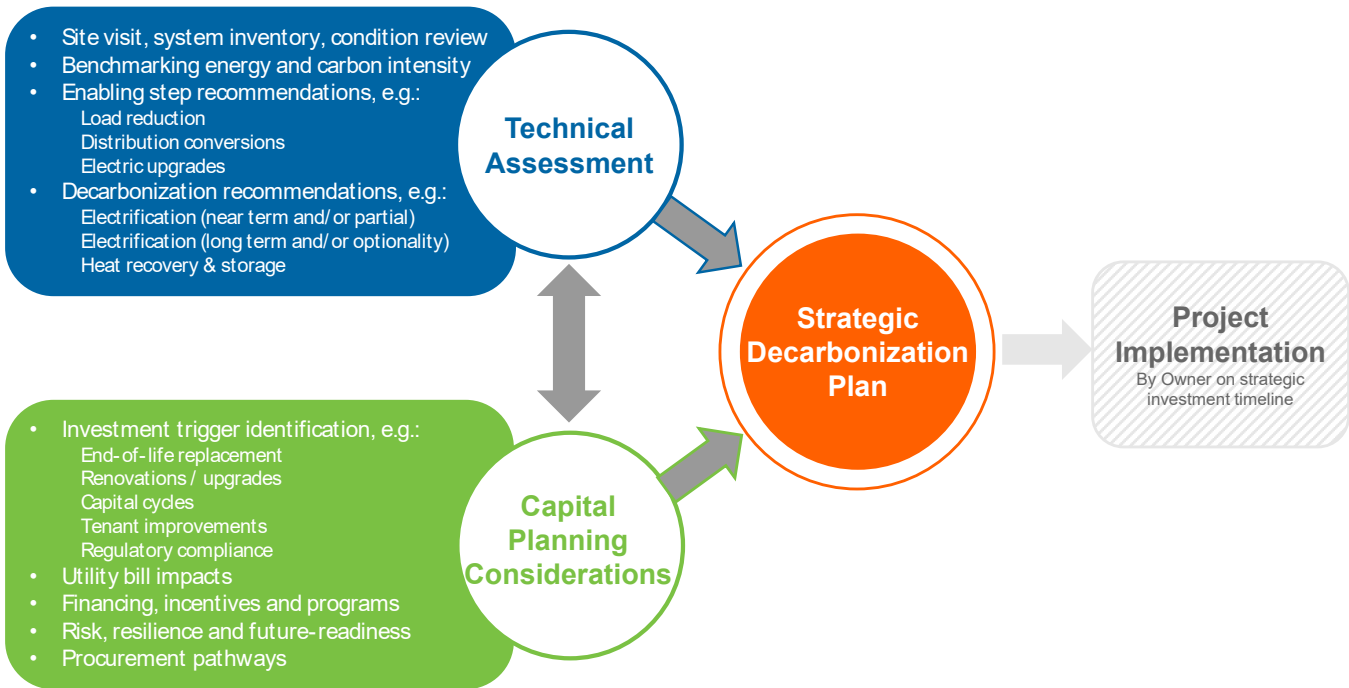 • Site visit, system inventory, condition review
• Benchmarking energy and carbon intensity
• Enabling step recommendations, e.g.:
Load reduction
Distribution conversions
Electric upgrades
• Decarbonization recommendations, e.g.:
Electrification (near term and/or partial)
Electrification (long term and/or optionality)
Heat recovery & storage
Technical
Assessment
• Investment trigger identification, e.g.:
End-of-life replacement
Renovations / upgrades
Capital cycles
Tenant improvements
Regulatory compliance
• Utility bill impacts
• Financing, incentives and programs
• Risk, resilience and future-readiness
• Procurement pathways
Capital
Planning
Considerations
Strategic
Decarbonization
Plan
Project
Implementation
By Owner on strategic
investment timeline